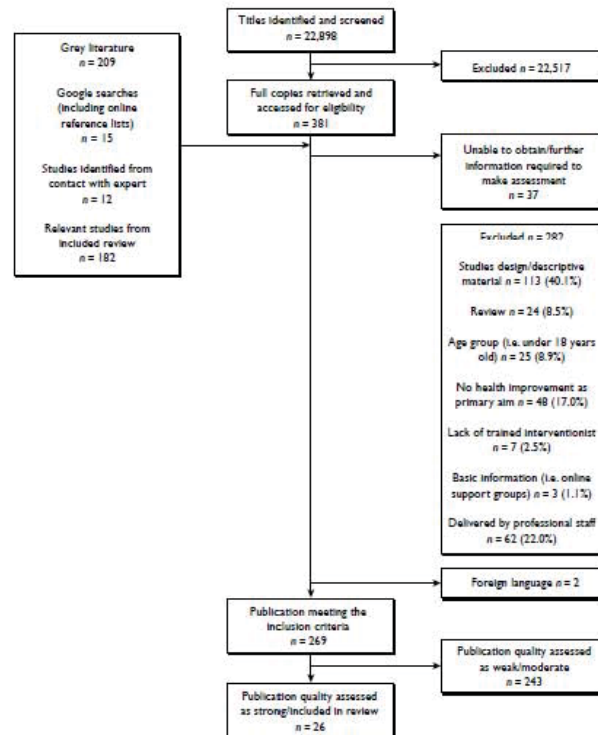 Titles identified and screened
n = 22,898
Grey literature
n = 209
Google searches
(including online
reference lists)
n = 15
Studies identified from
contact with expert
n = 12
Relevant studies from
included review
n = 182
Excluded n = 22,517
Full copies retrieved and
accessed for eligibility
n = 381
Unable to obtain/further
information required to
make assessment
n = 37
Excluded n = 282
Studies design/descriptive
material n = 113 (40.1%)
Review n = 24 (8.5%)
Age group (i.e. under 18 years
old) n = 25 (8.9%)
No health improvement as
primary aim n = 48 (17.0%)
Lack of trained interventionist
n = 7 (2.5%)
Basic information (i.e. online
support groups) n = 3 (1.1%)
Delivered by professional staff
n = 62 (22.0%)
Foreign language n = 2
Publication meeting the
inclusion criteria
n = 269
Publication quality assessed
as weak/moderate
n = 243
Publication quality assessed
as strong/included in review
n = 26